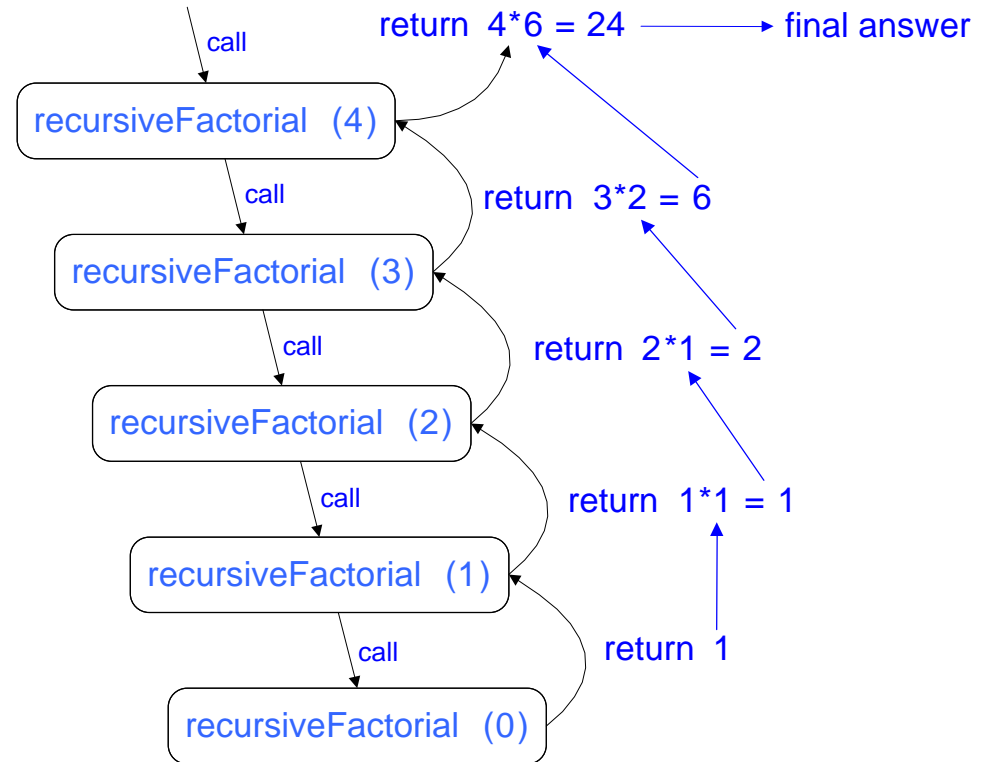 return 4*6 = 24
final answer
call
recursiveFactorial (4)
call
return 3*2 = 6
recursiveFactorial (3)
call
return 2*1 = 2
recursiveFactorial (2)
call
return 1*1 = 1
recursiveFactorial (1)
call
return 1
recursiveFactorial (0)